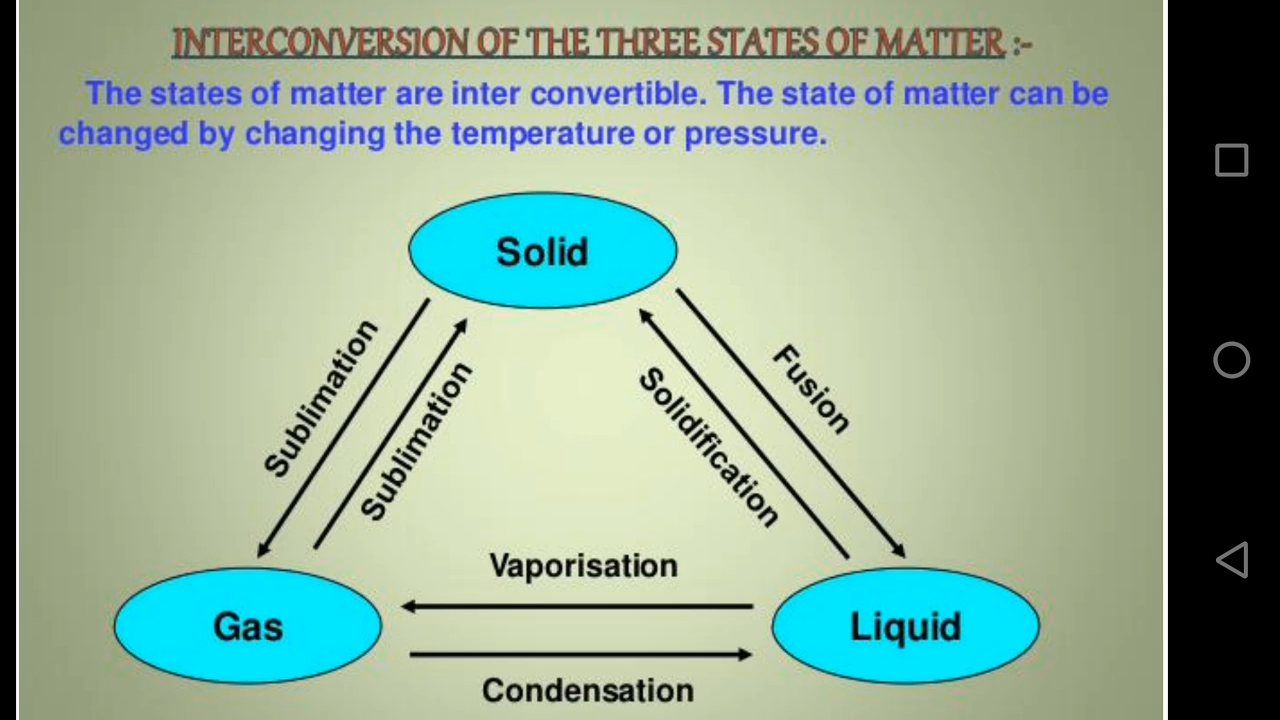 INTERCONVERSION OF THE THREE STATES OF MATTER :-
The states of matter are inter convertible. The state of matter can be
changed by changing the temperature or pressure.
Solid
Sublimation
Sublimation
Solidification
Fusion
Vaporisation
Gas
Liquid
Condensation